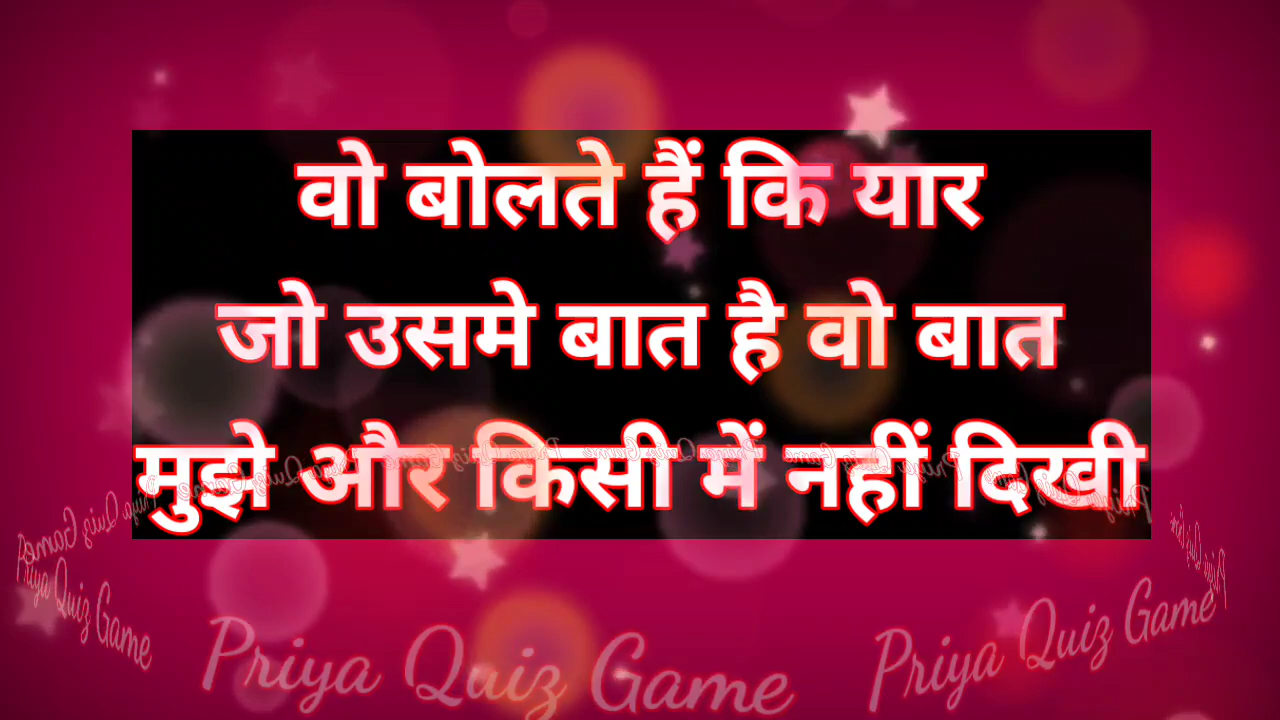 वो बोलते हैं कि यार
जो उसमे बात है वो बात
मुझे और किसी में नहीं दिखी
Priya Quiz Game
Priya Quiz Game
Priya Quiz Game